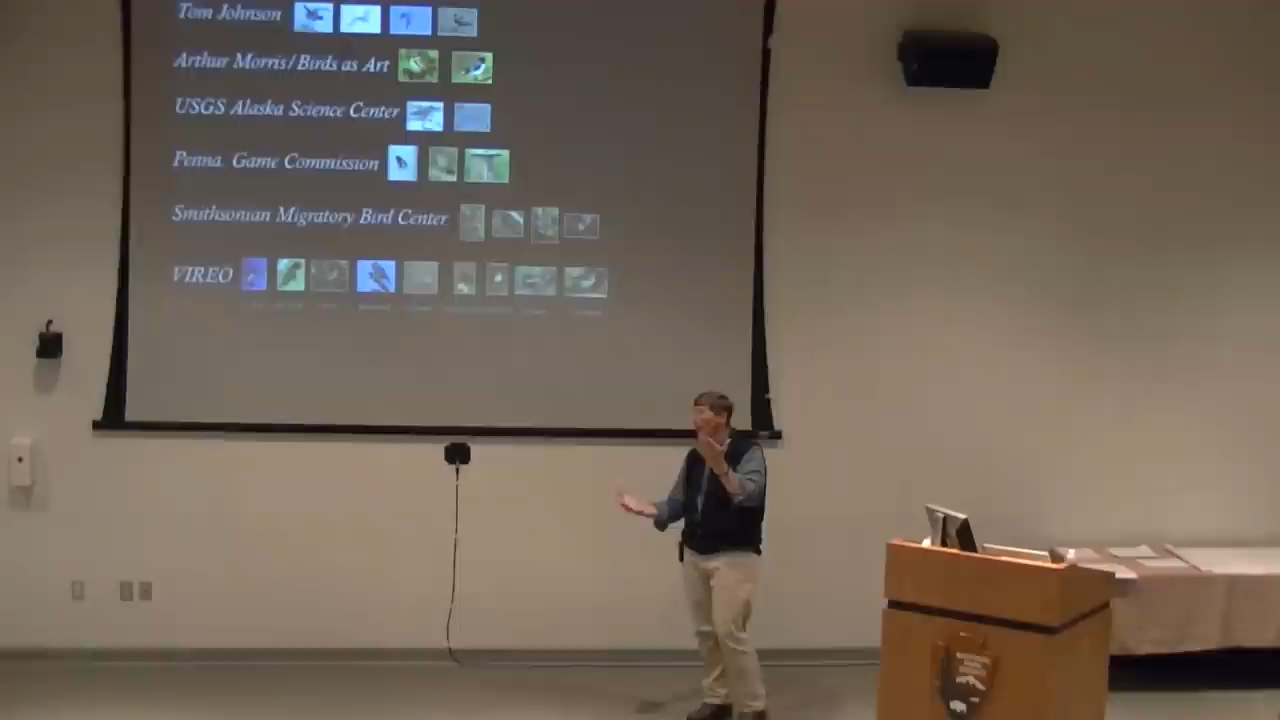 Tom Johnson
Arthur Morris/Birds as Art
USGS Alaska Science Center
Penna. Game Commission
Smithsonian Migratory Bird Center
VIREO